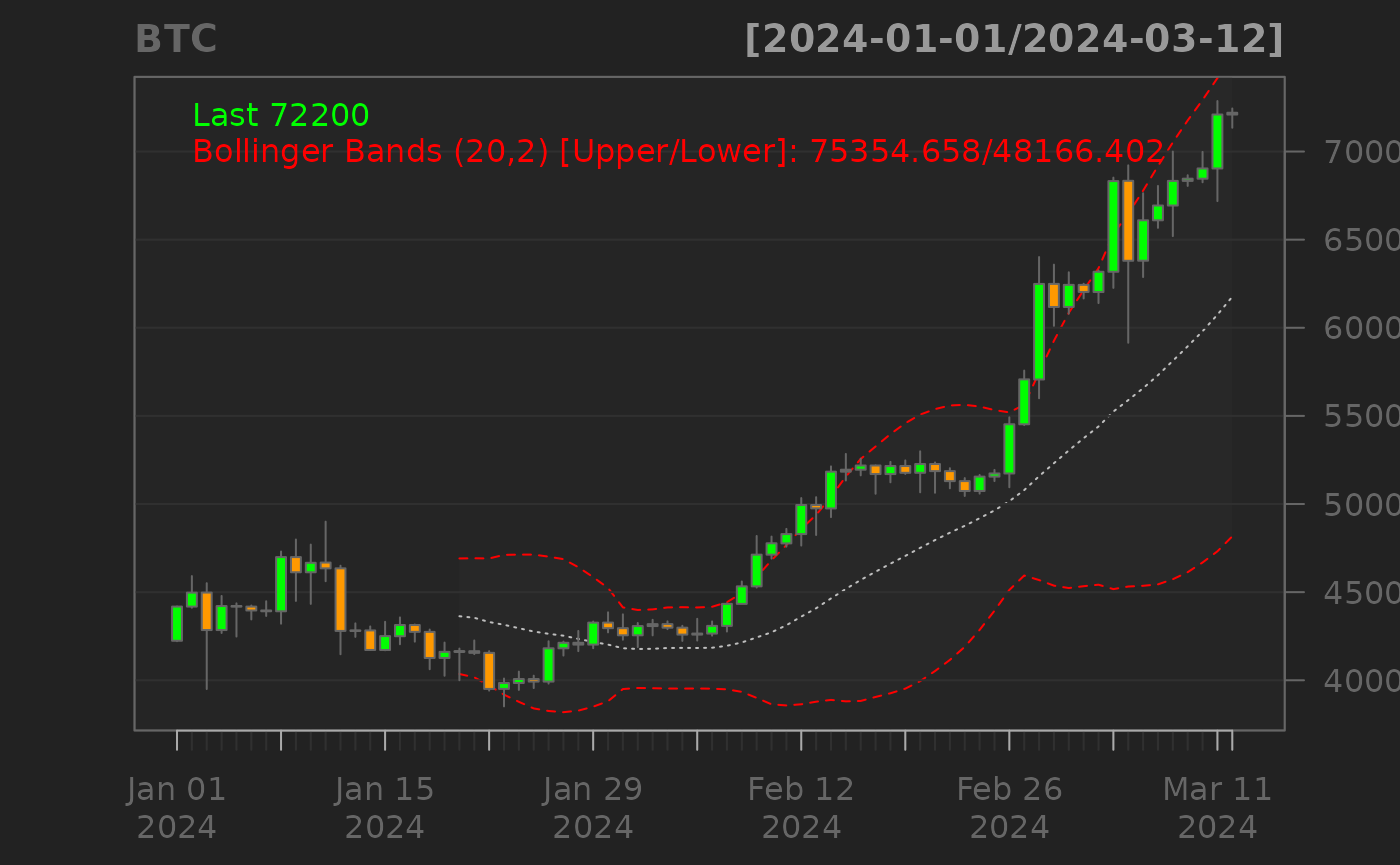 BTC [2024-01-01/2024-03-12]
Last 72200
Bollinger Bands (20,2) [Upper/Lower]: 75354.658/48166.402
7000
6500
6000
5500
5000
4500
4000
Jan 01 Jan 15 Jan 29 Feb 12 Feb 26 Mar 11
2024 2024 2024 2024 2024 2024